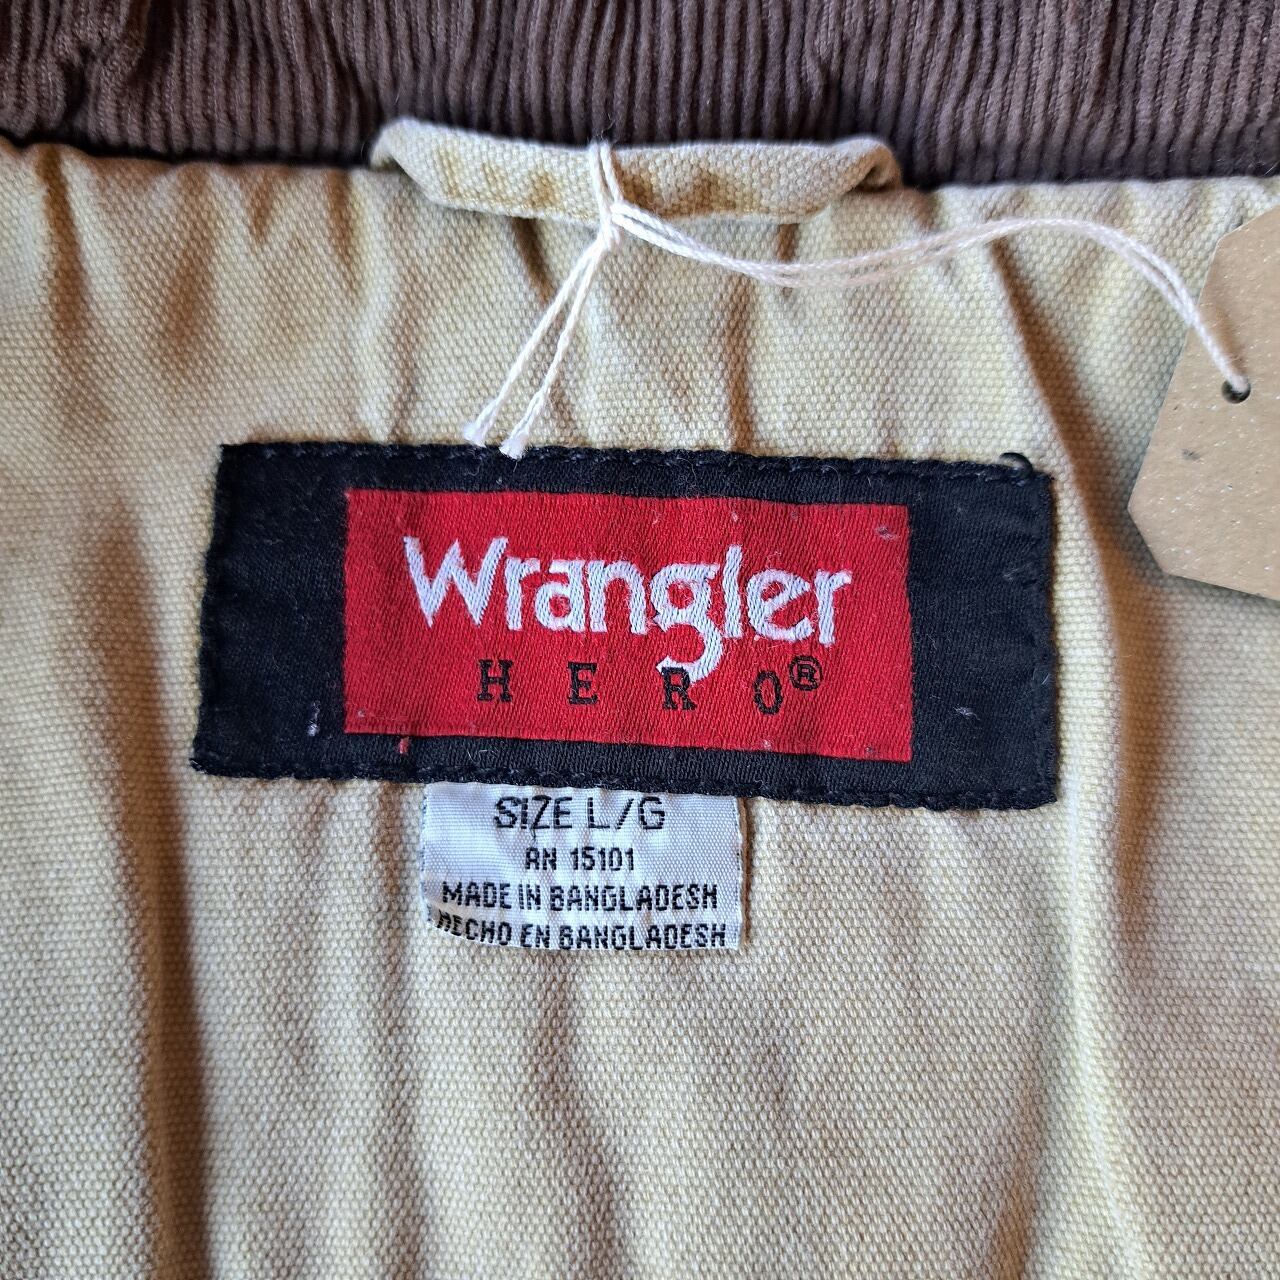 Wrangler
HERO®
SIZE L/G
RN 15101
MADE IN BANGLADESH
HECHO EN BANGLADESH